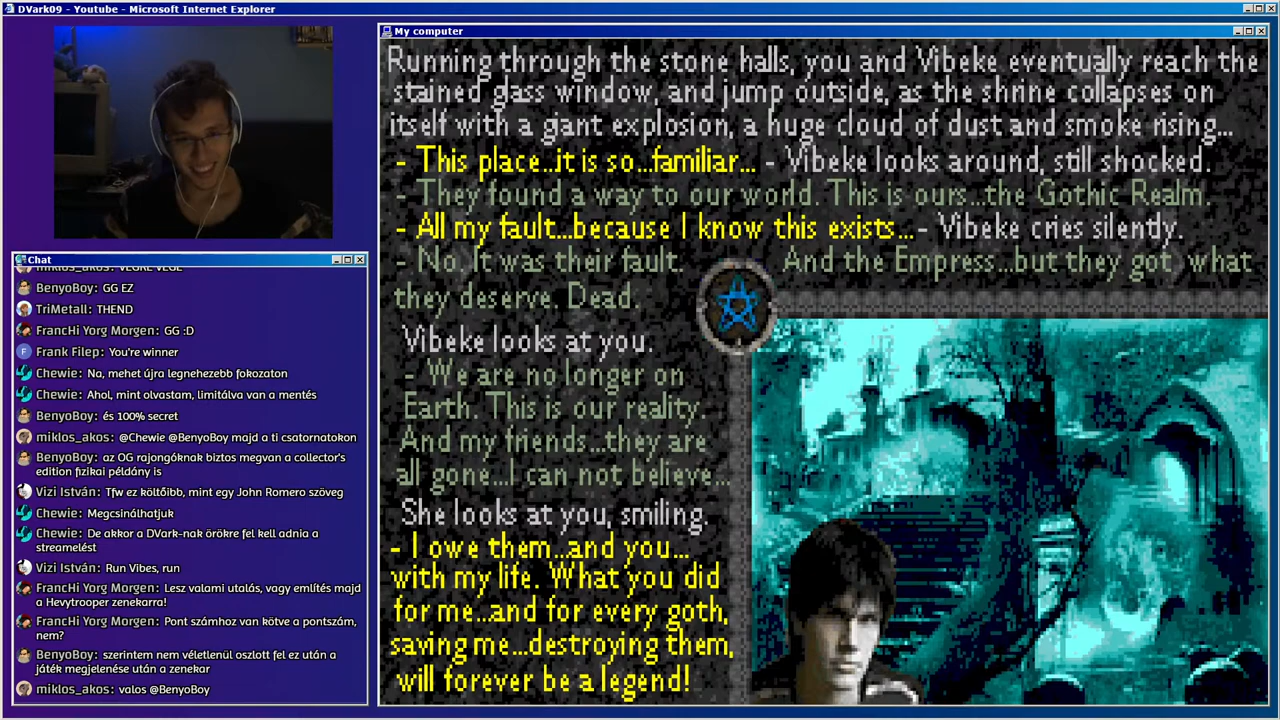 DVark09 - Youtube - Microsoft Internet Explorer
My computer
Running through the stone halls, you and Vibeke eventually reach the
stained glass window, and jump outside, as the shrine collapses on
itself with a giant explosion, a huge cloud of dust and smoke rising...
- This place..it is so..familiar... - Vibeke looks around, still shocked.
- They found a way to our world. This is ours...the Gothic Realm.
- All my fault...because I know this exists...- Vibeke cries silently.
- No. It was their fault. And the Empress...but they got, what
they deserve. Dead.
Vibeke looks at you.
- We are no longer on
Earth. This is our reality.
And my friends...they are
all gone...I can not believe...
She looks at you, smiling.
- I owe them...and you...
with my life. What you did
for me...and for every goth,
saving me...destroying them,
will forever be a legend!
Chat
miklos_akos: VÉGRE VÉGE
BenyoBoy: GG EZ
TriMetall: THEND
FrancHi Yorg Morgen: GG :D
Frank Filep: You're winner
Chewie: Na, mehet újra legnehezebb fokozaton
Chewie: Ahol, mint olvastam, limitálva van a mentés
BenyoBoy: és 100% secret
miklos_akos: @Chewie @BenyoBoy majd a ti csatornatokon
BenyoBoy: az OG rajongóknak biztos megvan a collector's
edition fizikai példány is
Vizi István: Tfw ez költőibb, mint egy John Romero szöveg
Chewie: Megcsinálhatjuk
Chewie: De akkor a DVark-nak örökre fel kell adnia a
streamelést
Vizi István: Run Vibes, run
FrancHi Yorg Morgen: Lesz valami utalás, vagy említés majd
a Hevytrooper zenekarra!
FrancHi Yorg Morgen: Pont számhoz van kötve a pontszám,
nem?
BenyoBoy: szerintem nem véletlenül oszlott fel ez után a
játék megjelenése után a zenekar
miklos_akos: valos @BenyoBoy